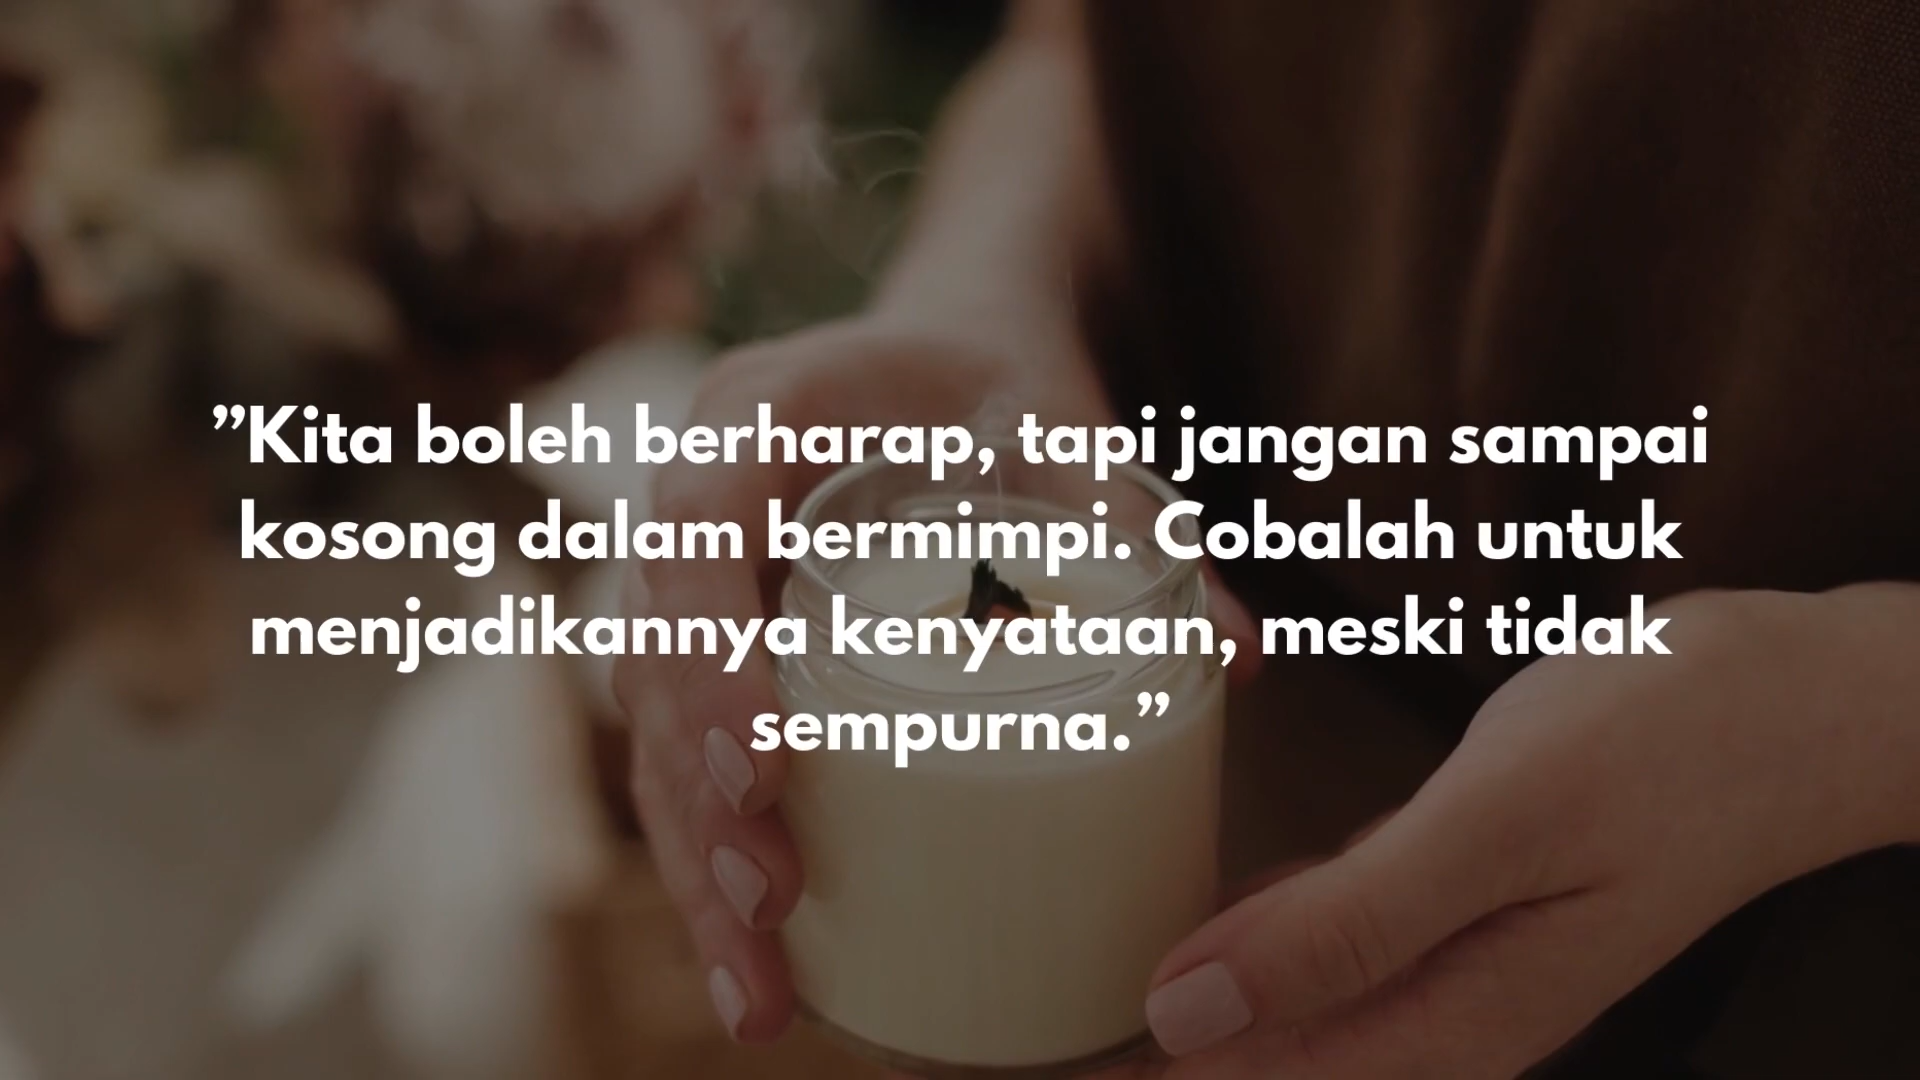 ”Kita boleh berharap, tapi jangan sampai
kosong dalam bermimpi. Cobalah untuk
menjadikannya kenyataan, meski tidak
sempurna.”